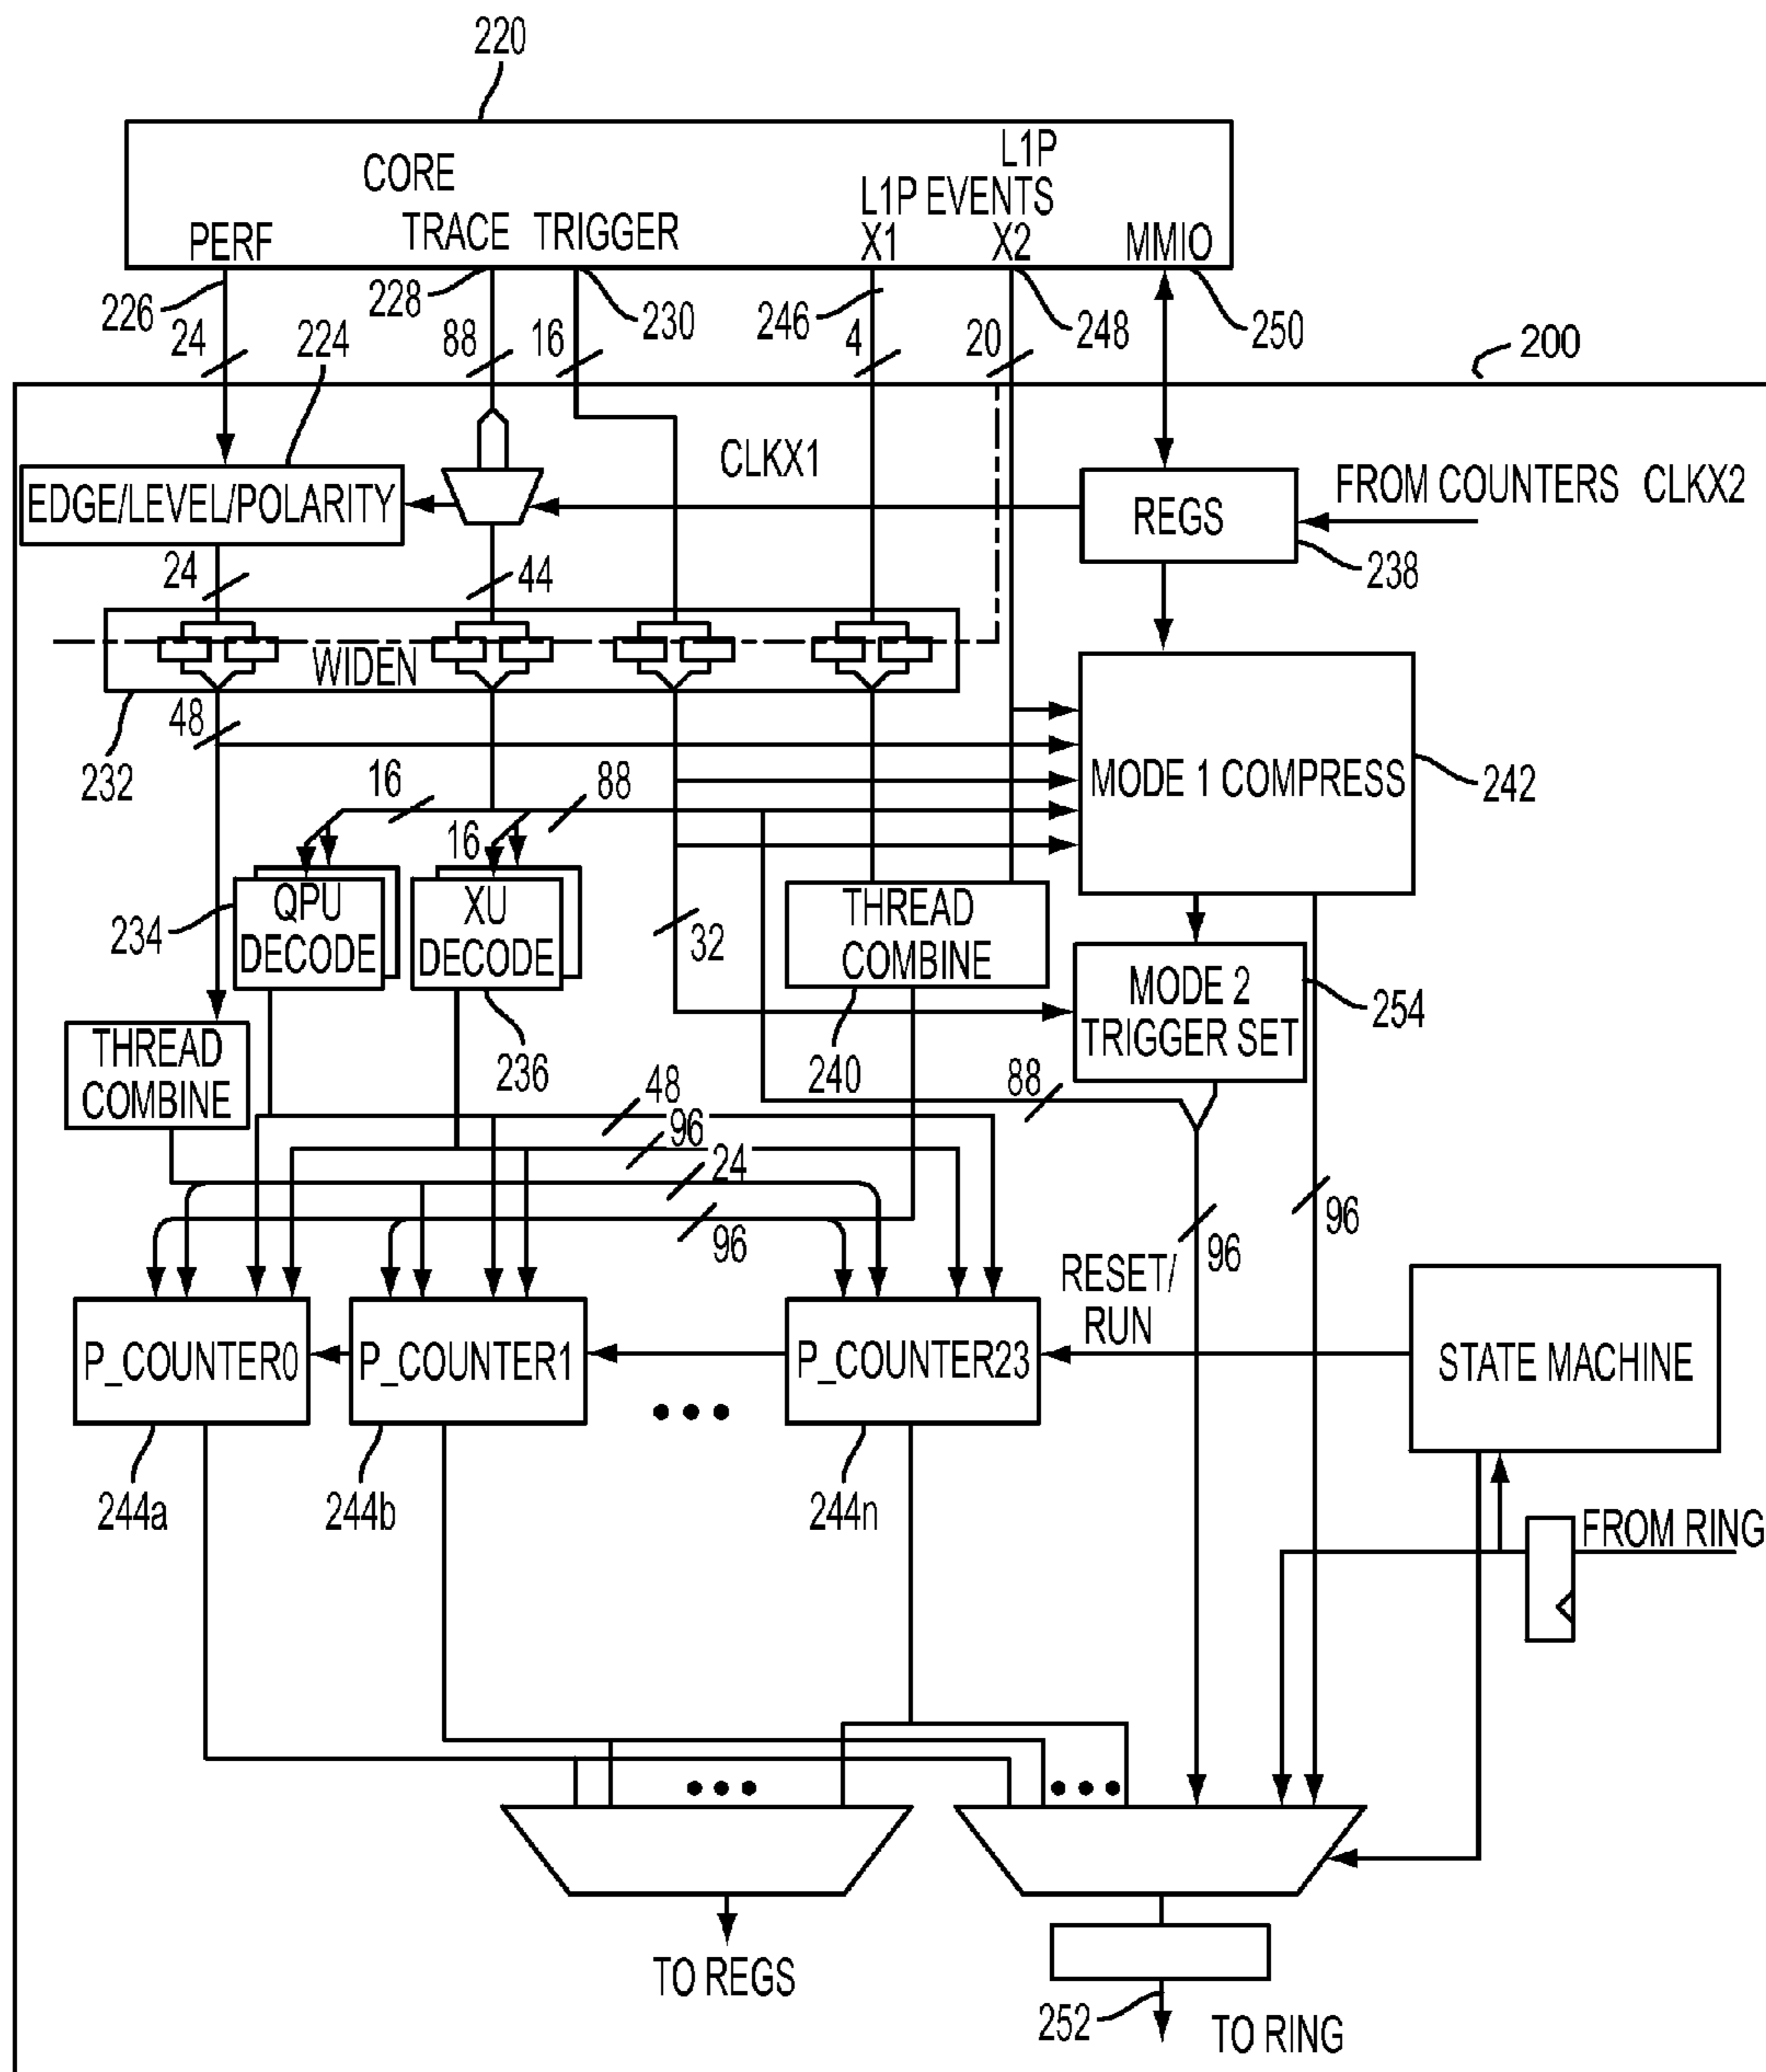 220
CORE
L1P
L1P EVENTS
PERF
TRACE
TRIGGER
X1
X2
MMIO
226
24
224
228
88
16
230
246
4
20
248
250
200
EDGE/LEVEL/POLARITY
CLKX1
REGS
FROM COUNTERS CLKX2
238
24
44
WIDEN
232
48
16
88
16
MODE 1 COMPRESS
242
234
QPU
DECODE
XU
DECODE
236
32
THREAD
COMBINE
240
MODE 2
TRIGGER SET
254
THREAD
COMBINE
88
48
96
24
96
96
96
RESET/
RUN
P_COUNTER0
P_COUNTER1
P_COUNTER23
STATE MACHINE
244a
244b
244n
FROM RING
TO REGS
252
TO RING